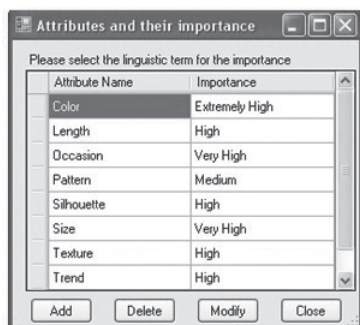 Attributes and their importance
Please select the linguistic term for the importance
Attribute Name Importance
Color Extremely High
Length High
Occasion Very High
Pattern Medium
Silhouette High
Size Very High
Texture High
Trend High
Add Delete Modify Close